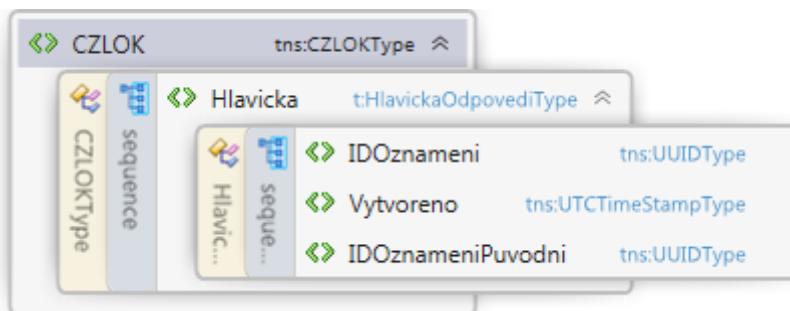 CZLOK tns:CZLOKType
CZLOKType
sequence
Hlavicka t:HlavickaOdpovediType
Hlavic...
seque...
IDOznameni tns:UUIDType
Vytvoreno tns:UTCTimeStampType
IDOznameniPuvodni tns:UUIDType